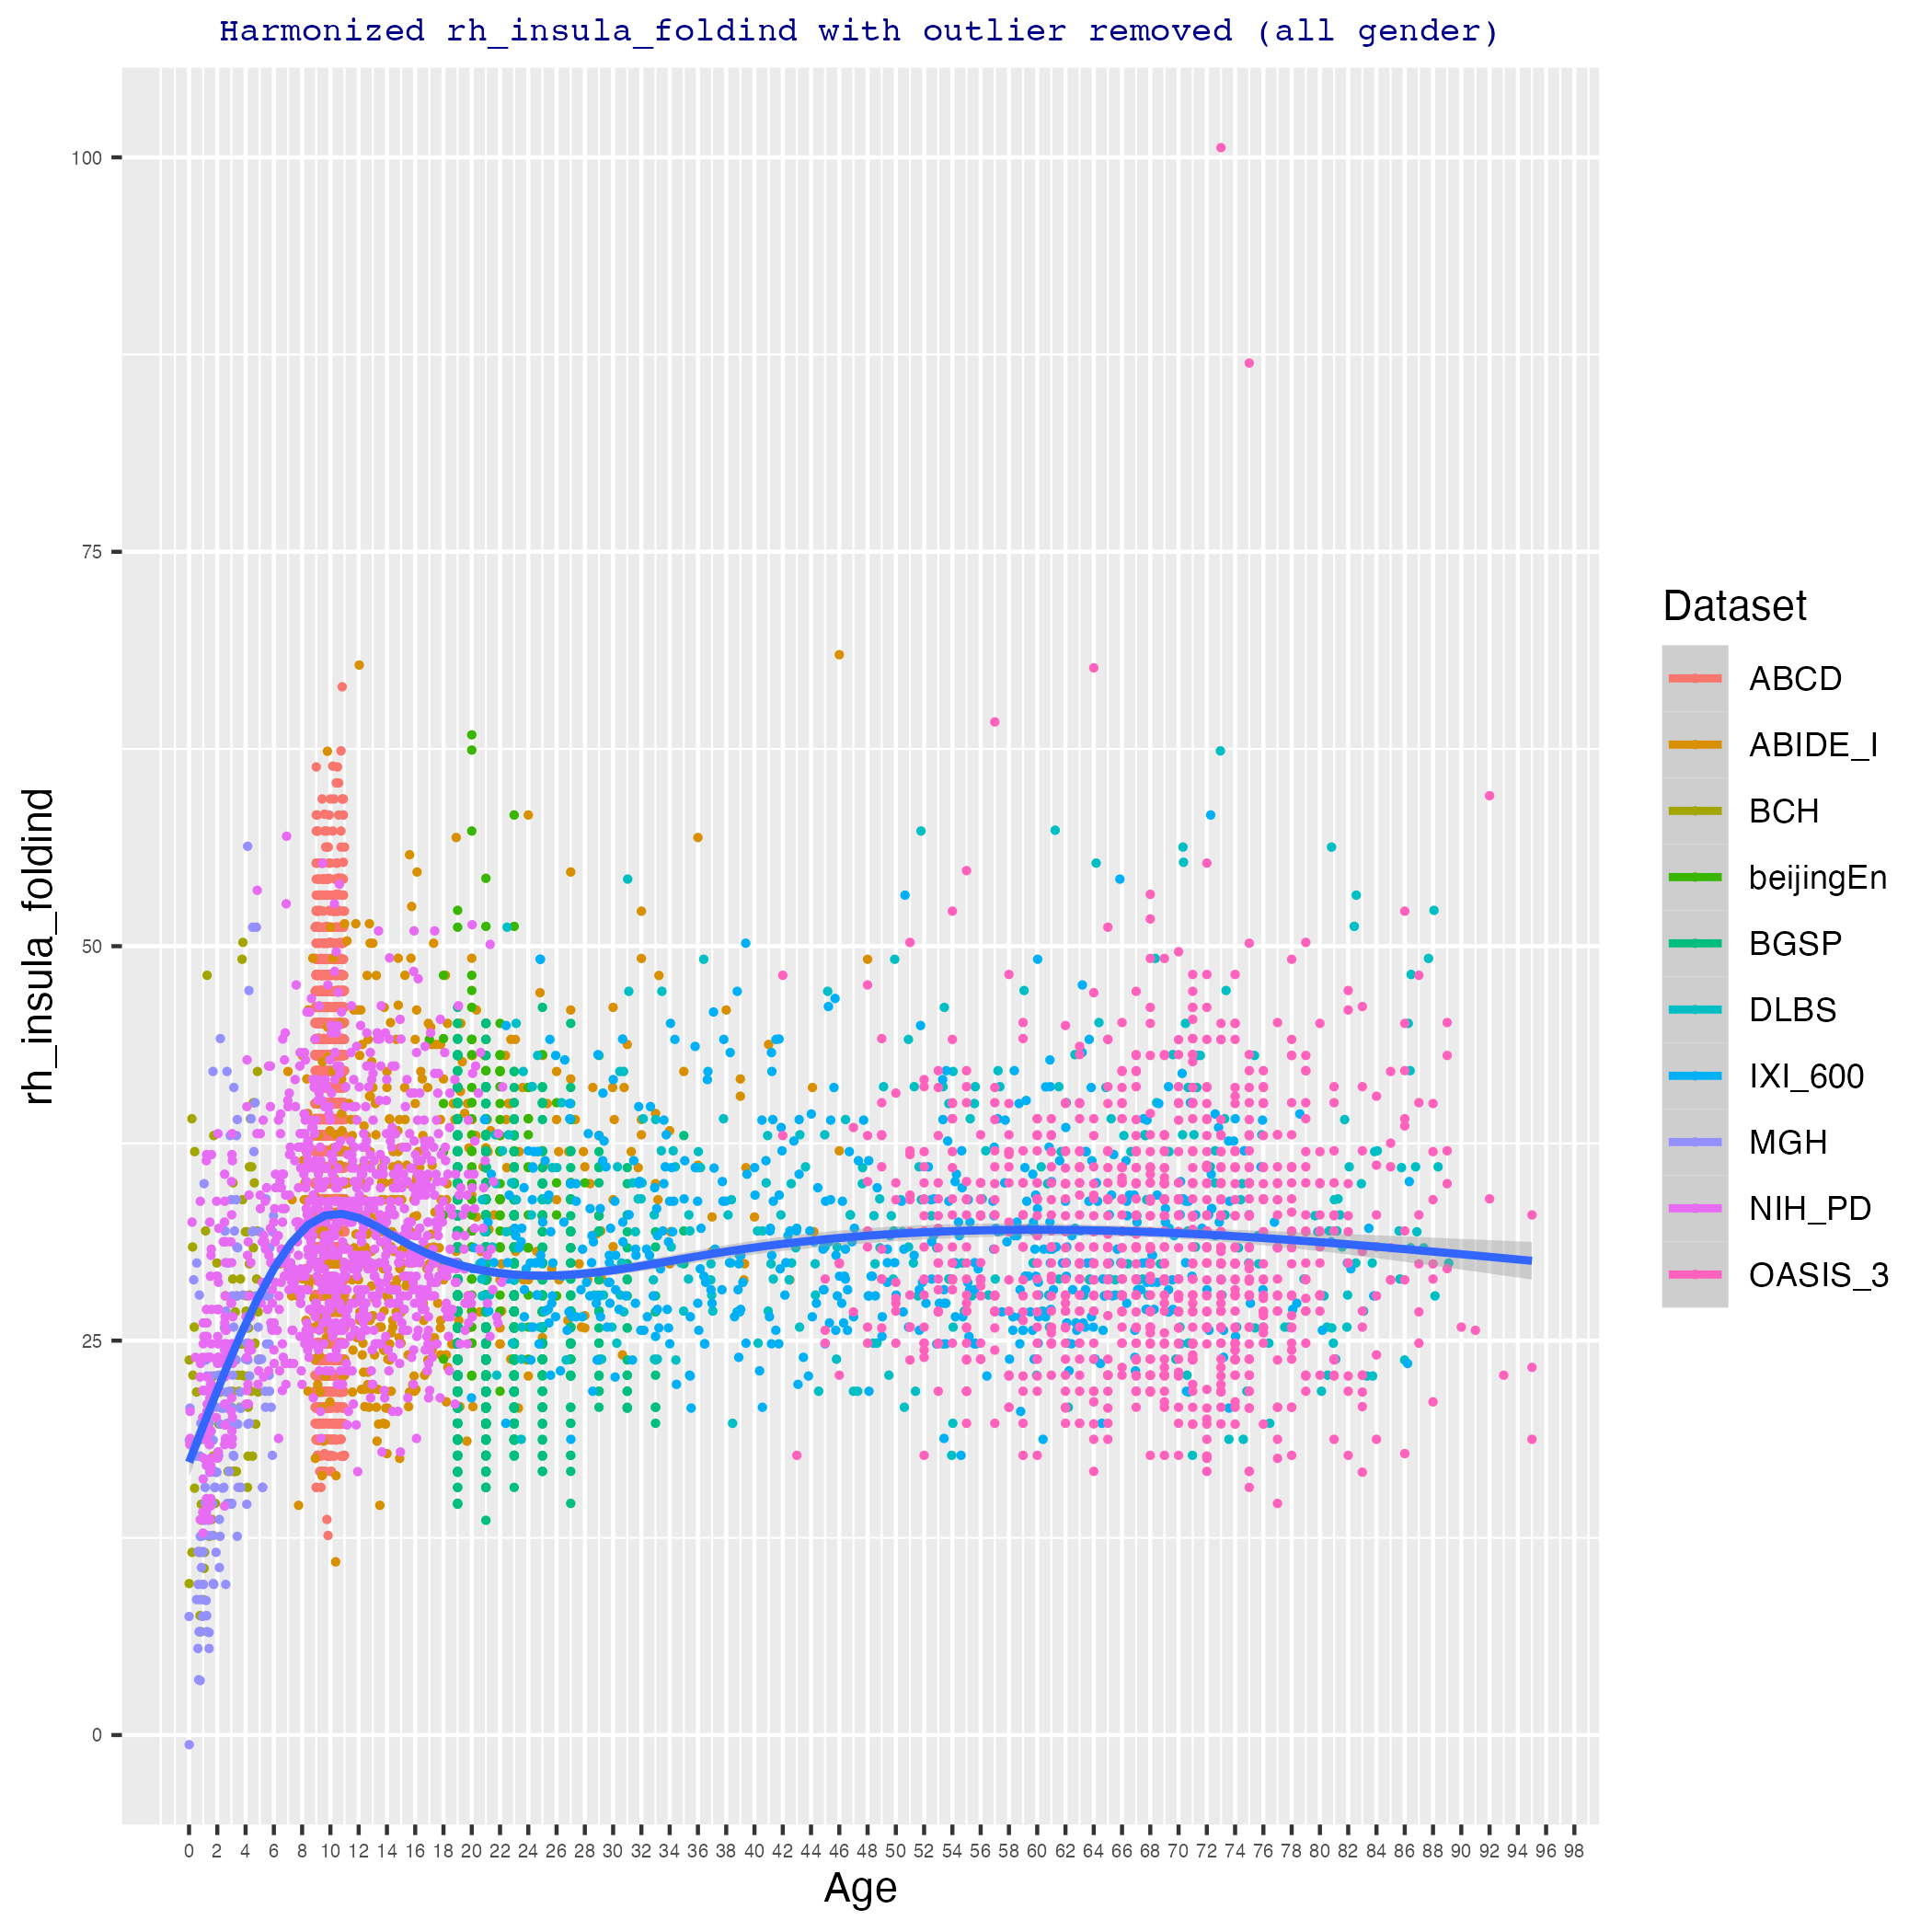 Harmonized rh_insula_foldind with outlier removed (all gender)
rh_insula_foldind
100
75
50
25
0
0 2 4 6 8 10 12 14 16 18 20 22 24 26 28 30 32 34 36 38 40 42 44 46 48 50 52 54 56 58 60 62 64 66 68 70 72 74 76 78 80 82 84 86 88 90 92 94 96 98
Age
Dataset
ABCD
ABIDE_I
BCH
beijingEn
BGSP
DLBS
IXI_600
MGH
NIH_PD
OASIS_3